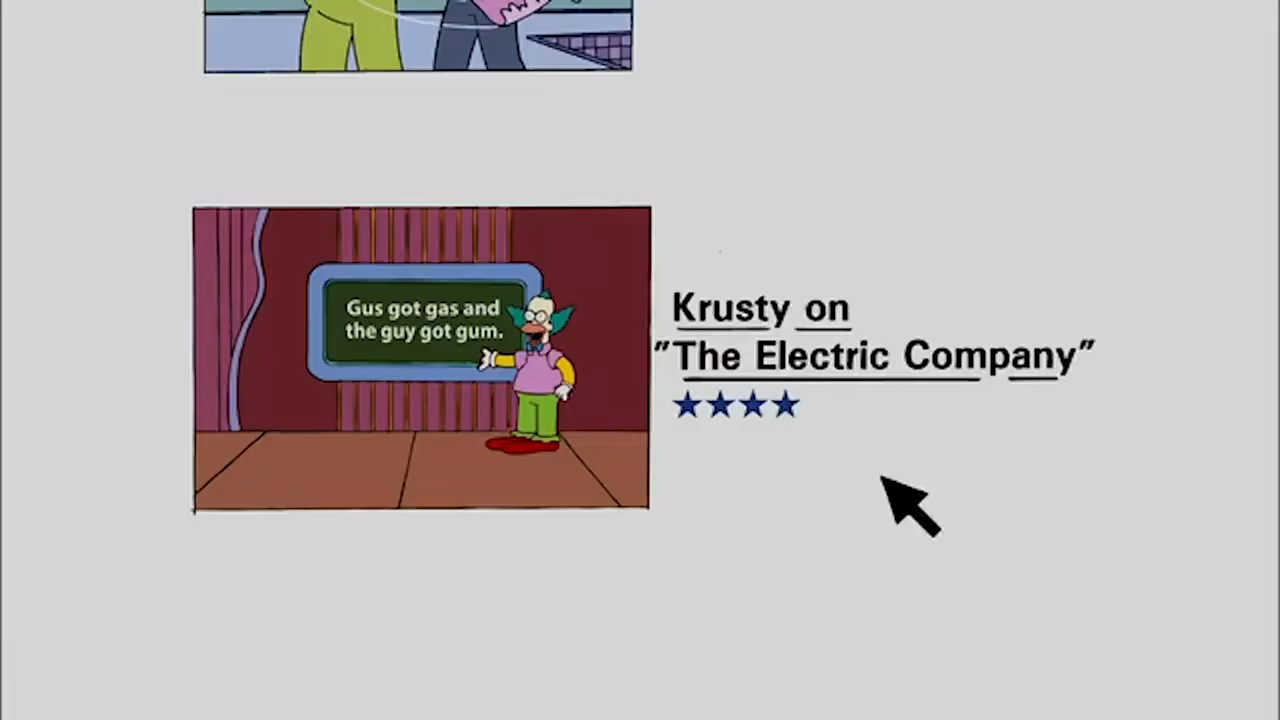 Gus got gas and
the guy got gum.
Krusty on
"The Electric Company"